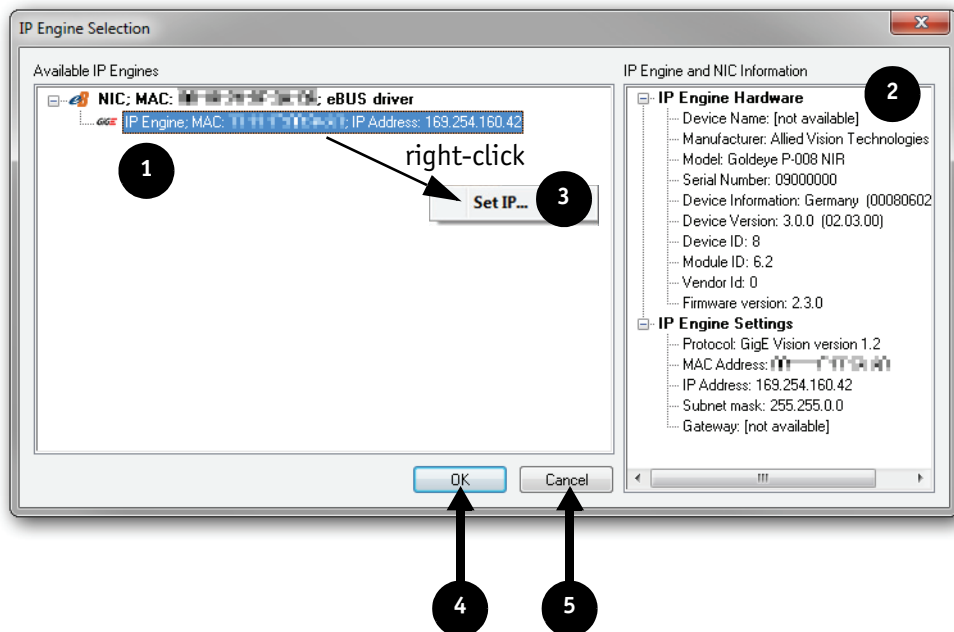 IP Engine Selection
Available IP Engines
NIC; MAC: ; eBUS driver
GIGE IP Engine; MAC: ; IP Address: 169.254.160.42
1
right-click
Set IP...
3
IP Engine and NIC Information
2
IP Engine Hardware
Device Name: [not available]
Manufacturer: Allied Vision Technologies
Model: Goldeye P-008 NIR
Serial Number: 09000000
Device Information: Germany (00080602
Device Version: 3.0.0 (02.03.00)
Device ID: 8
Module ID: 6.2
Vendor Id: 0
Firmware version: 2.3.0
IP Engine Settings
Protocol: GigE Vision version 1.2
MAC Address:
IP Address: 169.254.160.42
Subnet mask: 255.255.0.0
Gateway: [not available]
OK
Cancel
4
5